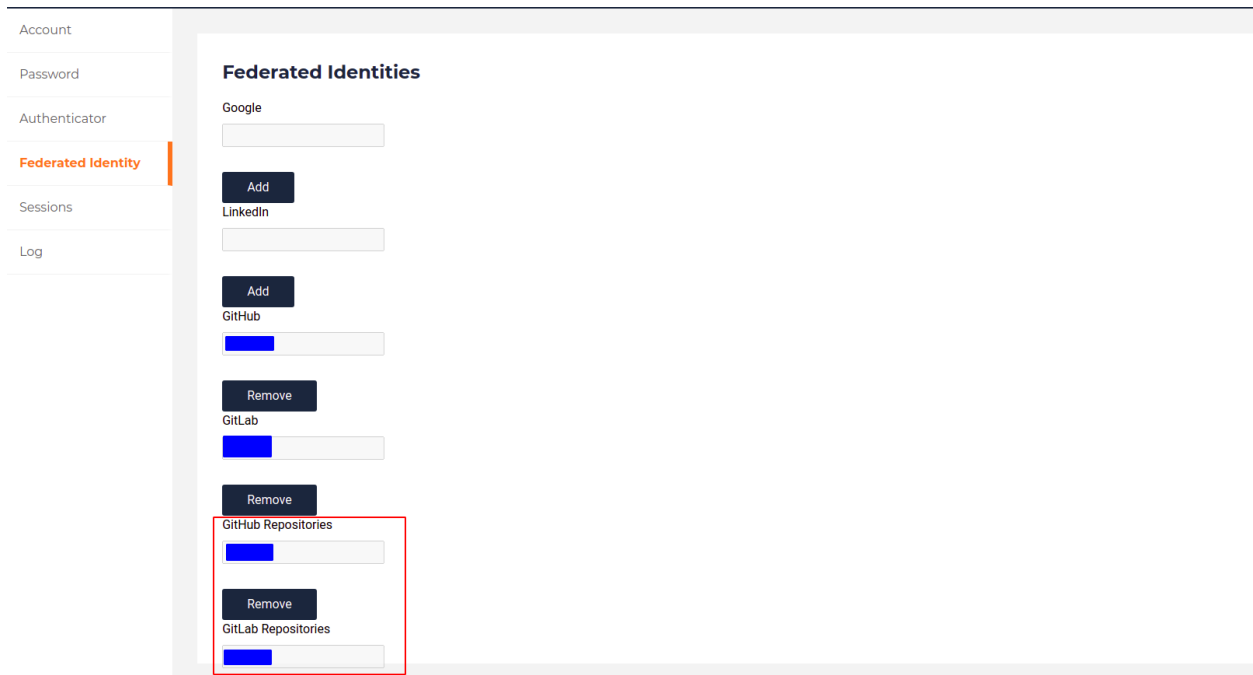 Account
Password
Authenticator
Federated Identity
Sessions
Log
Federated Identities
Google
Add
LinkedIn
Add
GitHub
Remove
GitLab
Remove
GitHub Repositories
Remove
GitLab Repositories